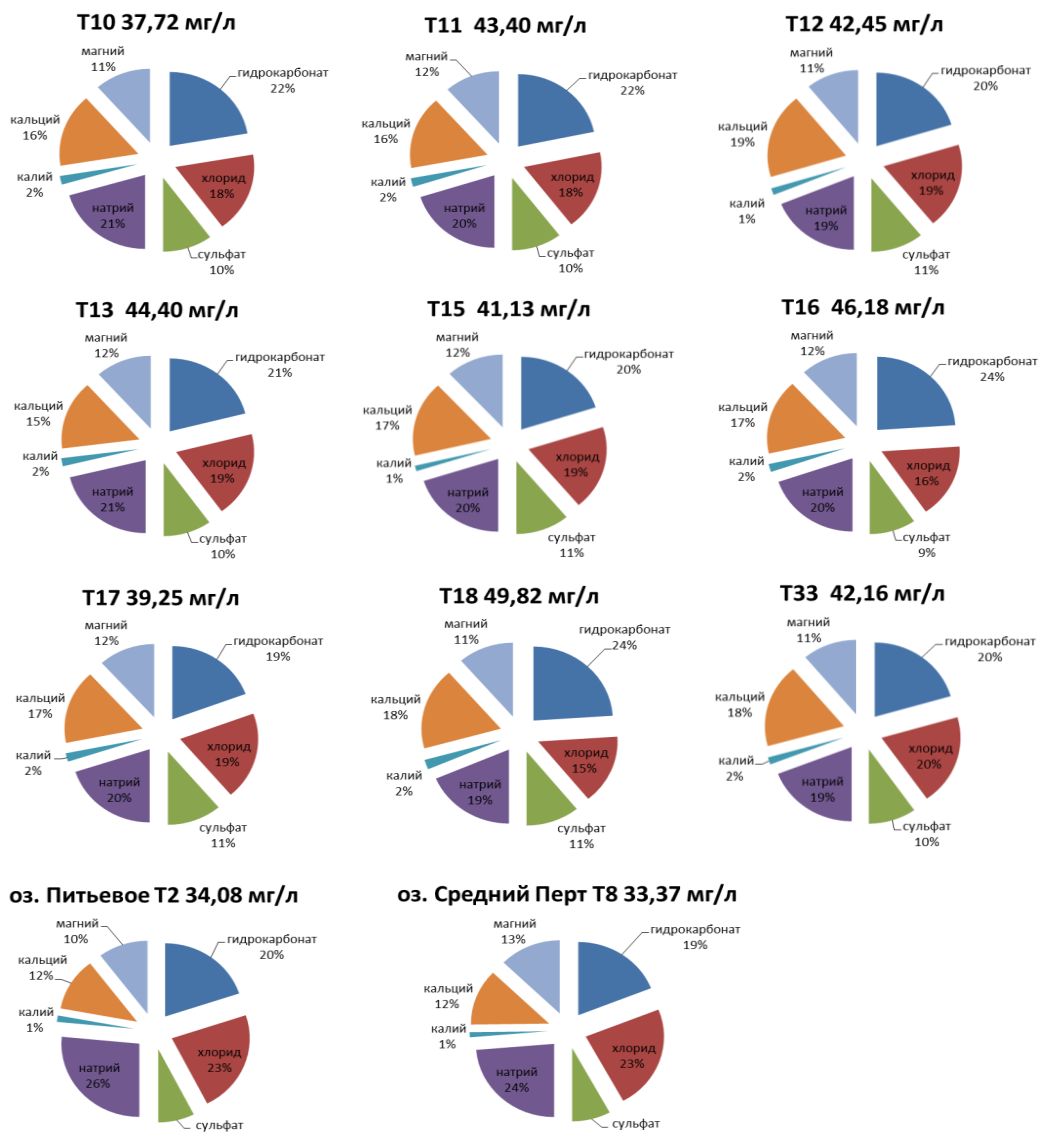 Т10 37,72 мг/л
магний
11%
гидрокарбонат
22%
кальций
16%
хлорид
18%
калий
2%
натрий
21%
сульфат
10%
Т11  43,40 мг/л
магний
12%
гидрокарбонат
22%
кальций
16%
хлорид
18%
калий
2%
натрий
20%
сульфат
10%
Т12 42,45 мг/л
магний
11%
гидрокарбонат
20%
кальций
19%
хлорид
19%
калий
1%
натрий
19%
сульфат
11%
Т13  44,40 мг/л
магний
12%
гидрокарбонат
21%
кальций
15%
хлорид
19%
калий
2%
натрий
21%
сульфат
10%
Т15  41,13 мг/л
магний
12%
гидрокарбонат
20%
кальций
17%
хлорид
19%
калий
1%
натрий
20%
сульфат
11%
Т16  46,18 мг/л
магний
12%
гидрокарбонат
24%
кальций
17%
хлорид
16%
калий
2%
натрий
20%
сульфат
9%
Т17 39,25 мг/л
магний
12%
гидрокарбонат
19%
кальций
17%
хлорид
19%
калий
2%
натрий
20%
сульфат
11%
Т18 49,82 мг/л
магний
11%
гидрокарбонат
24%
кальций
18%
хлорид
15%
калий
2%
натрий
19%
сульфат
11%
Т33  42,16 мг/л
магний
11%
гидрокарбонат
20%
кальций
18%
хлорид
20%
калий
2%
натрий
19%
сульфат
10%
оз. Питьевое Т2 34,08 мг/л
магний
10%
гидрокарбонат
20%
кальций
12%
калий
1%
хлорид
23%
натрий
26%
сульфат
оз. Средний Перт Т8 33,37 мг/л
магний
13%
гидрокарбонат
19%
кальций
12%
калий
1%
хлорид
23%
натрий
24%
сульфат